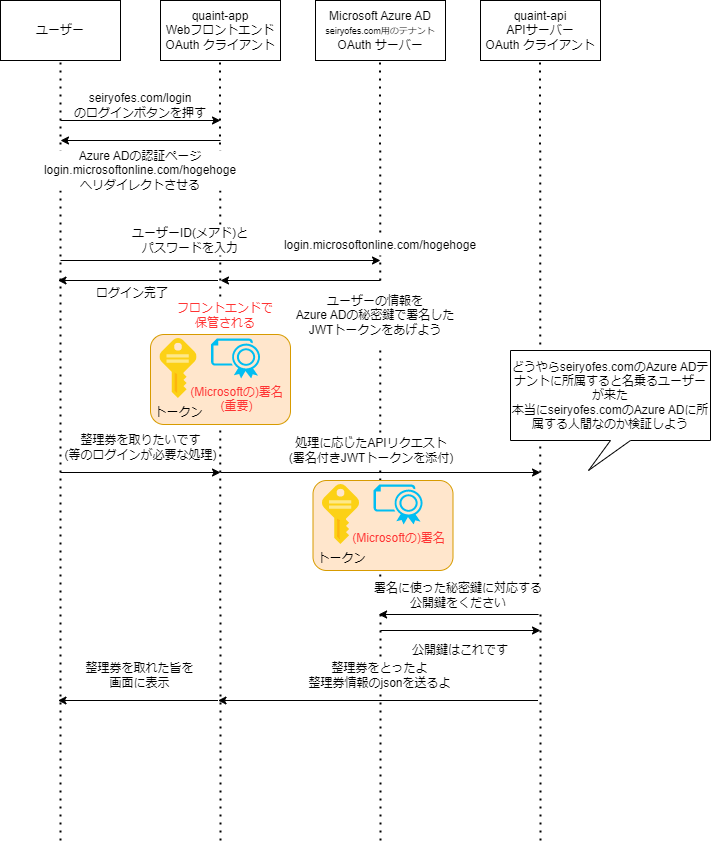 ユーザー
quaint-app
Webフロントエンド
OAuth クライアント
Microsoft Azure AD
seiryofes.com用のテナント
OAuth サーバー
quaint-api
APIサーバー
OAuth クライアント
seiryofes.com/login
のログインボタンを押す
Azure ADの認証ページ
login.microsoftonline.com/hogehoge
へリダイレクトさせる
ユーザーID(メアド)と
パスワードを入力
login.microsoftonline.com/hogehoge
ログイン完了
フロントエンドで
保管される
ユーザーの情報を
Azure ADの秘密鍵で署名した
JWTトークンをあげよう
(Microsoftの)署名
(重要)
トークン
どうやらseiryofes.comのAzure ADテ
ナントに所属すると名乗るユーザー
が来た
本当にseiryofes.comのAzure ADに所
属する人間なのか検証しよう
整理券を取りたいです
(等のログインが必要な処理)
処理に応じたAPIリクエスト
(署名付きJWTトークンを添付)
(Microsoftの)署名
トークン
署名に使った秘密鍵に対応する
公開鍵をください
公開鍵はこれです
整理券を取れた旨を
画面に表示
整理券をとったよ
整理券情報のjsonを送るよ